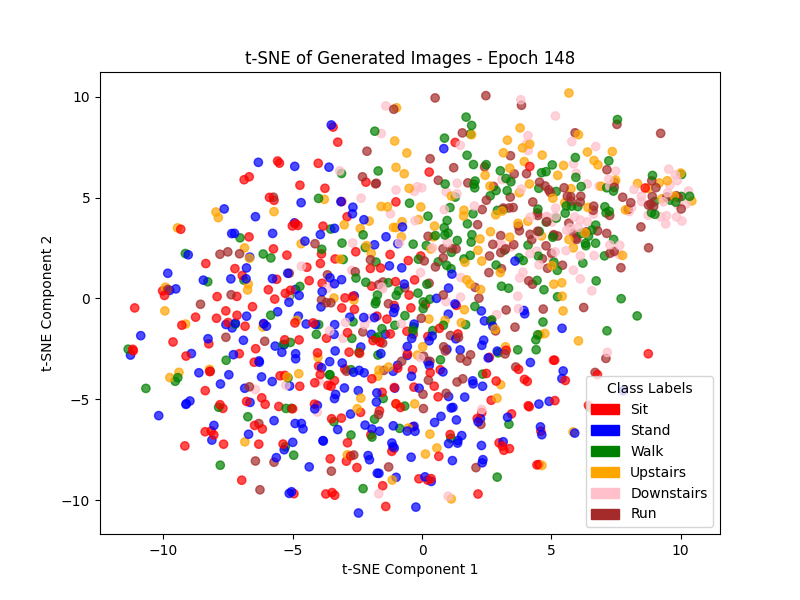 t-SNE of Generated Images - Epoch 148
10
5
0
−5
−10
t-SNE Component 2
−10
−5
0
5
10
t-SNE Component 1
Class Labels
Sit
Stand
Walk
Upstairs
Downstairs
Run